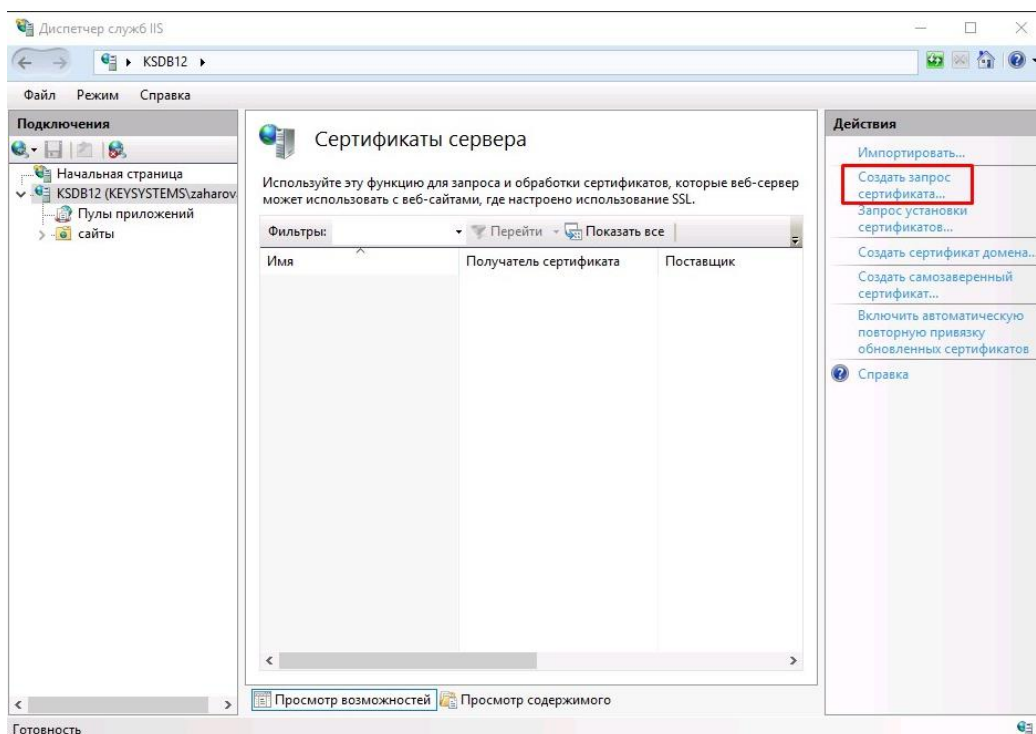 Диспетчер служб IIS
KSDB12
Файл Режим Справка
Подключения
Начальная страница
KSDB12 (KEYSYSTEMS\zaharov
Пулы приложений
сайты
Сертификаты сервера
Используйте эту функцию для запроса и обработки сертификатов, которые веб-сервер
может использовать с веб-сайтами, где настроено использование SSL.
Фильтры: Перейти Показать все
Имя Получатель сертификата Поставщик
Просмотр возможностей Просмотр содержимого
Действия
Импортировать...
Создать запрос
сертификата...
Запрос установки
сертификатов...
Создать сертификат домена...
Создать самозаверенный
сертификат...
Включить автоматическую
повторную привязку
обновленных сертификатов
Справка
Готовность